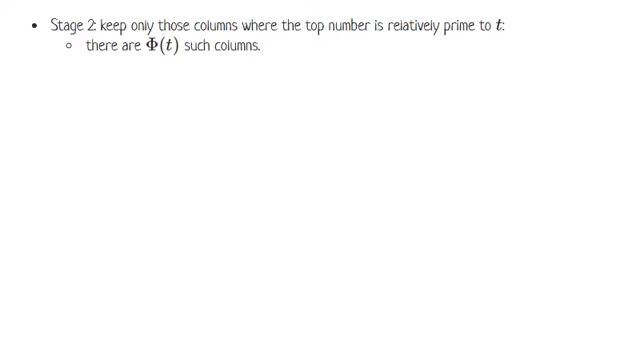 • Stage 2: keep only those columns where the top number is relatively prime to t:
○ there are Φ(t) such columns.